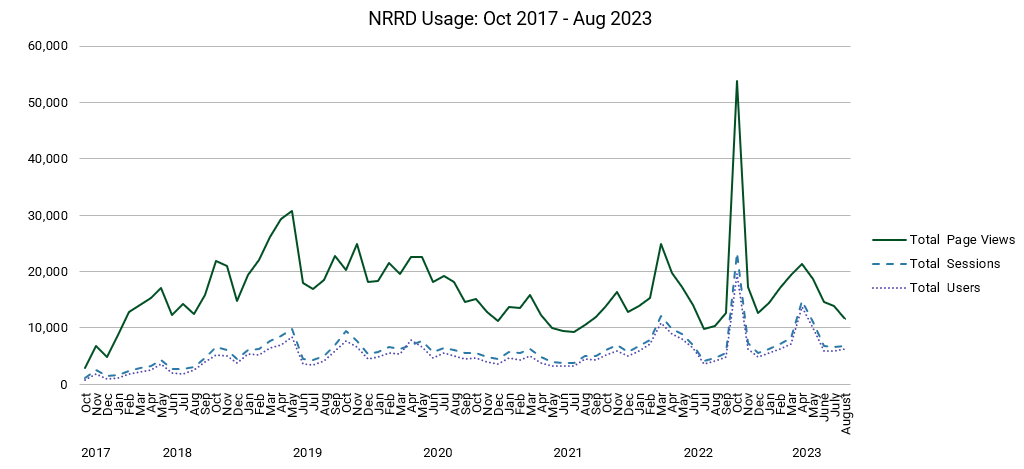 NRRD Usage: Oct 2017 - Aug 2023
60,000
50,000
40,000
30,000
20,000
10,000
0
Total Page Views
Total Sessions
Total Users
Oct Nov Dec Jan Feb Mar Apr May Jun Jul Aug Sep Oct Nov Dec Jan Feb Mar Apr May Jun Jul Aug Sep Oct Nov Dec Jan Feb Mar Apr May Jun Jul Aug Sep Oct Nov Dec Jan Feb Mar Apr May Jun Jul Aug Sep Oct Nov Dec Jan Feb Mar Apr May Jun Jul Aug Sep Oct Nov Dec Jan Feb Mar Apr May June July August
2017 2018 2019 2020 2021 2022 2023